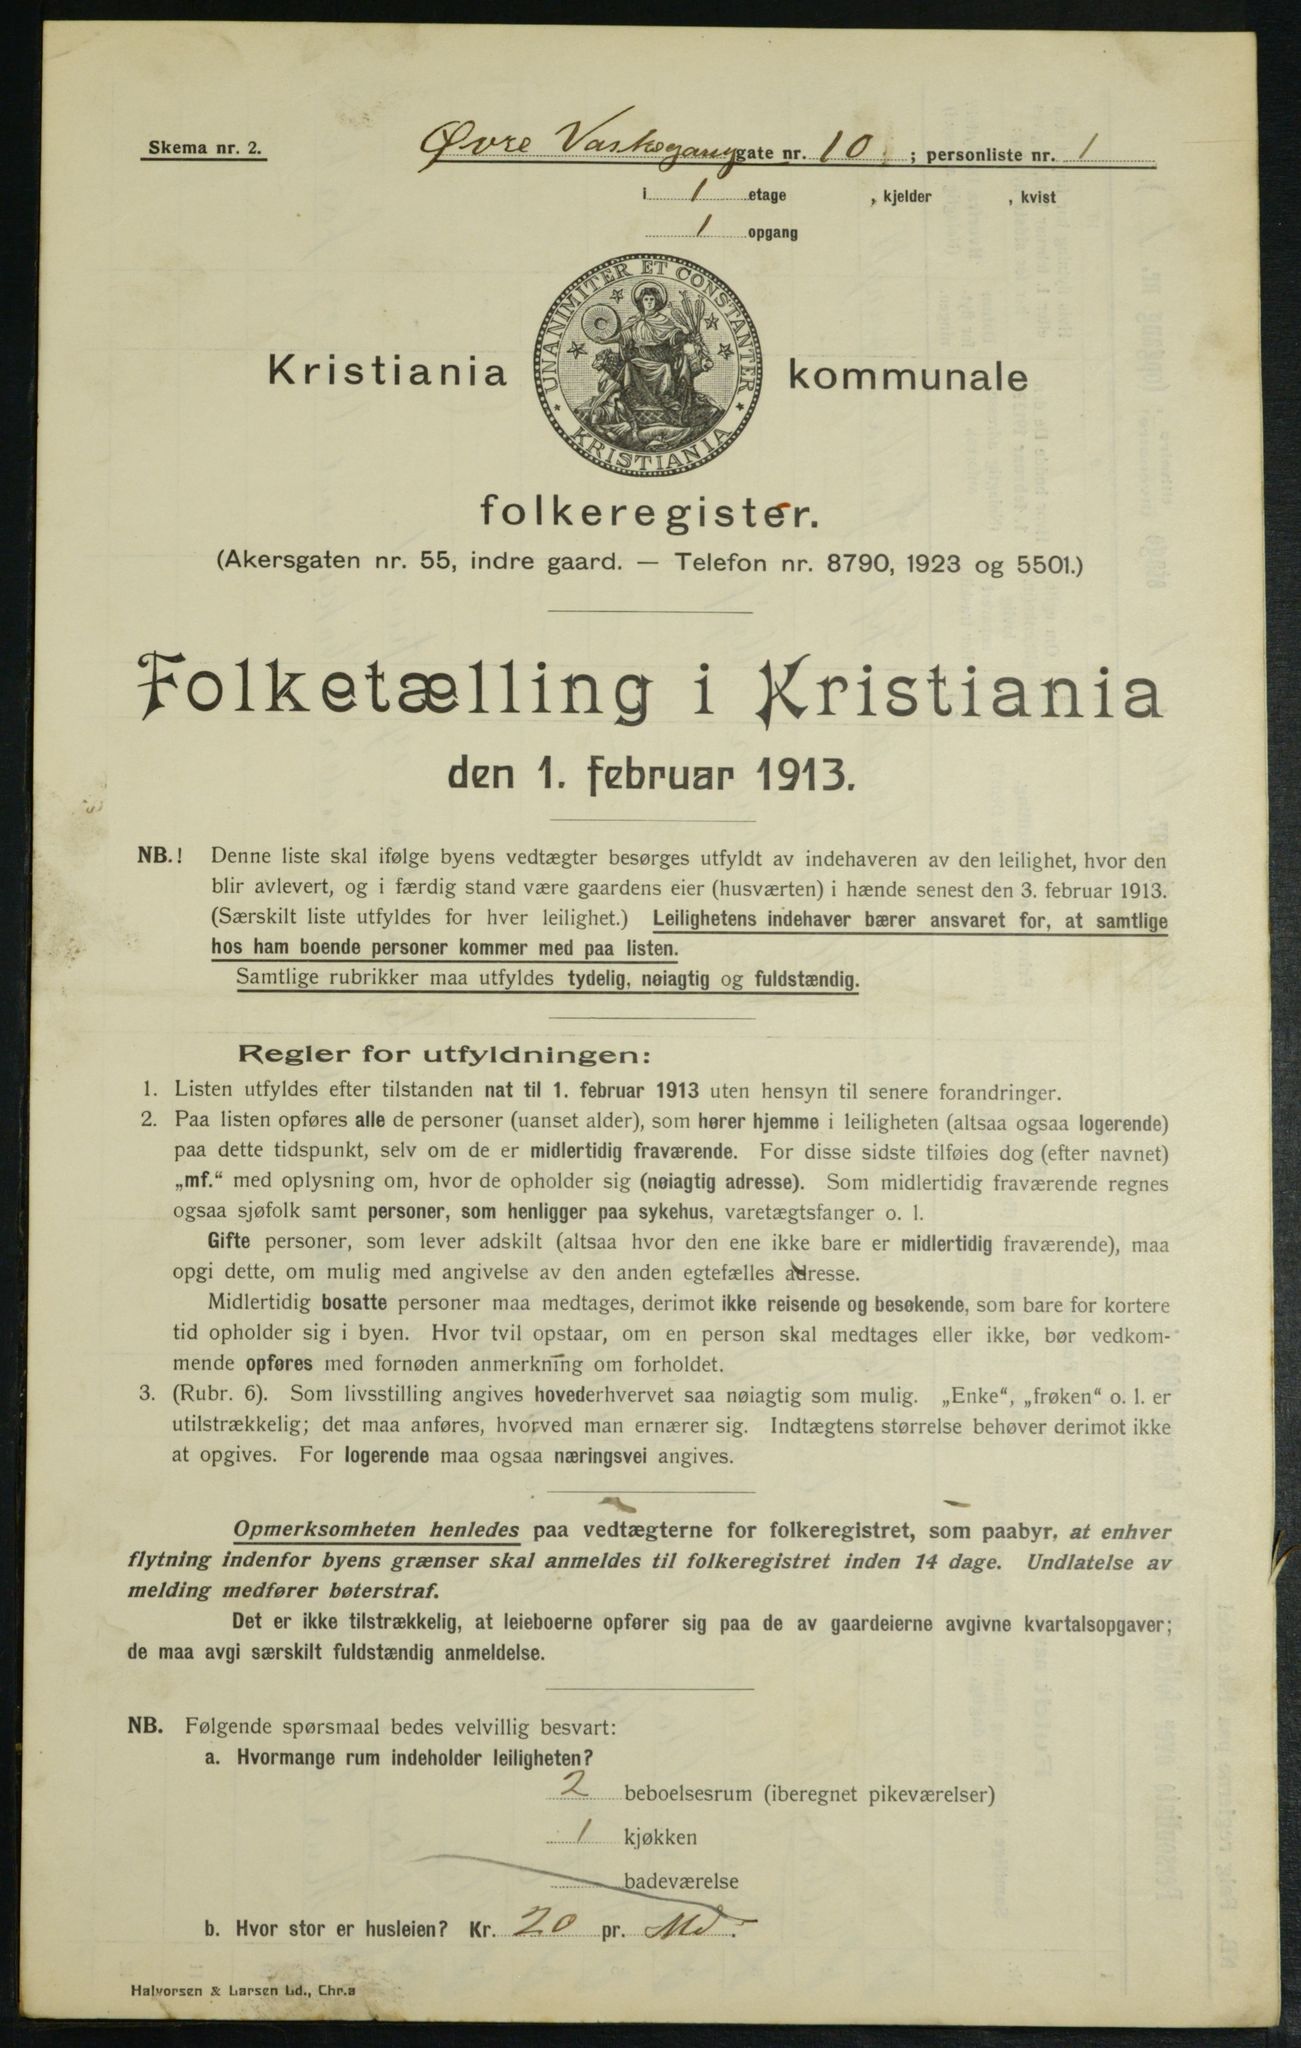 Skema nr. 2.
Øvre Vaskegang gate nr. 10 ; personliste nr. 1
i 1 etage , kjelder , kvist
1 opgang
UNANIMITER ET CONSTANTER
KRISTIANIA
Kristiania kommunale
folkeregister.
(Akersgaten nr. 55, indre gaard. — Telefon nr. 8790, 1923 og 5501.)
Folketælling i Kristiania
den 1. februar 1913.
NB.! Denne liste skal ifølge byens vedtægter besørges utfyldt av indehaveren av den leilighet, hvor den
blir avlevert, og i færdig stand være gaardens eier (husværten) i hænde senest den 3. februar 1913.
(Særskilt liste utfyldes for hver leilighet.) Leilighetens indehaver bærer ansvaret for, at samtlige
hos ham boende personer kommer med paa listen.
Samtlige rubrikker maa utfyldes tydelig, nøiagtig og fuldstændig.
Regler for utfyldningen:
1. Listen utfyldes efter tilstanden nat til 1. februar 1913 uten hensyn til senere forandringer.
2. Paa listen opføres alle de personer (uanset alder), som hører hjemme i leiligheten (altsaa ogsaa logerende)
paa dette tidspunkt, selv om de er midlertidig fraværende. For disse sidste tilføies dog (efter navnet)
„mf.“ med oplysning om, hvor de opholder sig (nøiagtig adresse). Som midlertidig fraværende regnes
ogsaa sjøfolk samt personer, som henligger paa sykehus, varetægtsfanger o. l.
Gifte personer, som lever adskilt (altsaa hvor den ene ikke bare er midlertidig fraværende), maa
opgi dette, om mulig med angivelse av den anden egtefælles adresse.
Midlertidig bosatte personer maa medtages, derimot ikke reisende og besøkende, som bare for kortere
tid opholder sig i byen. Hvor tvil opstaar, om en person skal medtages eller ikke, bør vedkom-
mende opføres med fornøden anmerkning om forholdet.
3. (Rubr. 6). Som livsstilling angives hovederhvervet saa nøiagtig som mulig. „Enke“, „frøken“ o. l. er
utilstrækkelig; det maa anføres, hvorved man ernærer sig. Indtægtens størrelse behøver derimot ikke
at opgives. For logerende maa ogsaa næringsvei angives.
Opmerksomheten henledes paa vedtægterne for folkeregistret, som paabyr, at enhver
flytning indenfor byens grænser skal anmeldes til folkeregistret inden 14 dage. Undlatelse av
melding medfører bøterstraf.
Det er ikke tilstrækkelig, at leieboerne opfører sig paa de av gaardeierne avgivne kvartalsopgaver;
de maa avgi særskilt fuldstændig anmeldelse.
NB. Følgende spørsmaal bedes velvillig besvart:
a. Hvormange rum indeholder leiligheten?
2 beboelsesrum (iberegnet pikeværelser)
1 kjøkken
badeværelse
b. Hvor stor er husleien? Kr. 20 pr. Md.
Halvorsen & Larsen Ld., Chr.a